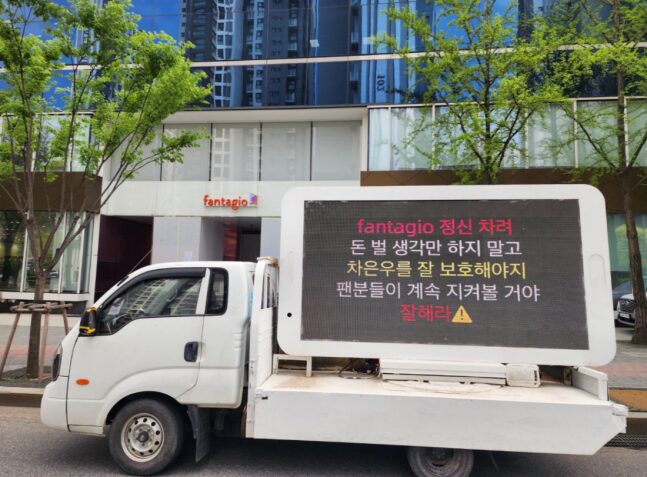 fantagio
fantagio 정신 차려
돈 벌 생각만 하지 말고
차은우를 잘 보호해야지
팬분들이 계속 지켜볼 거야
잘해라⚠️